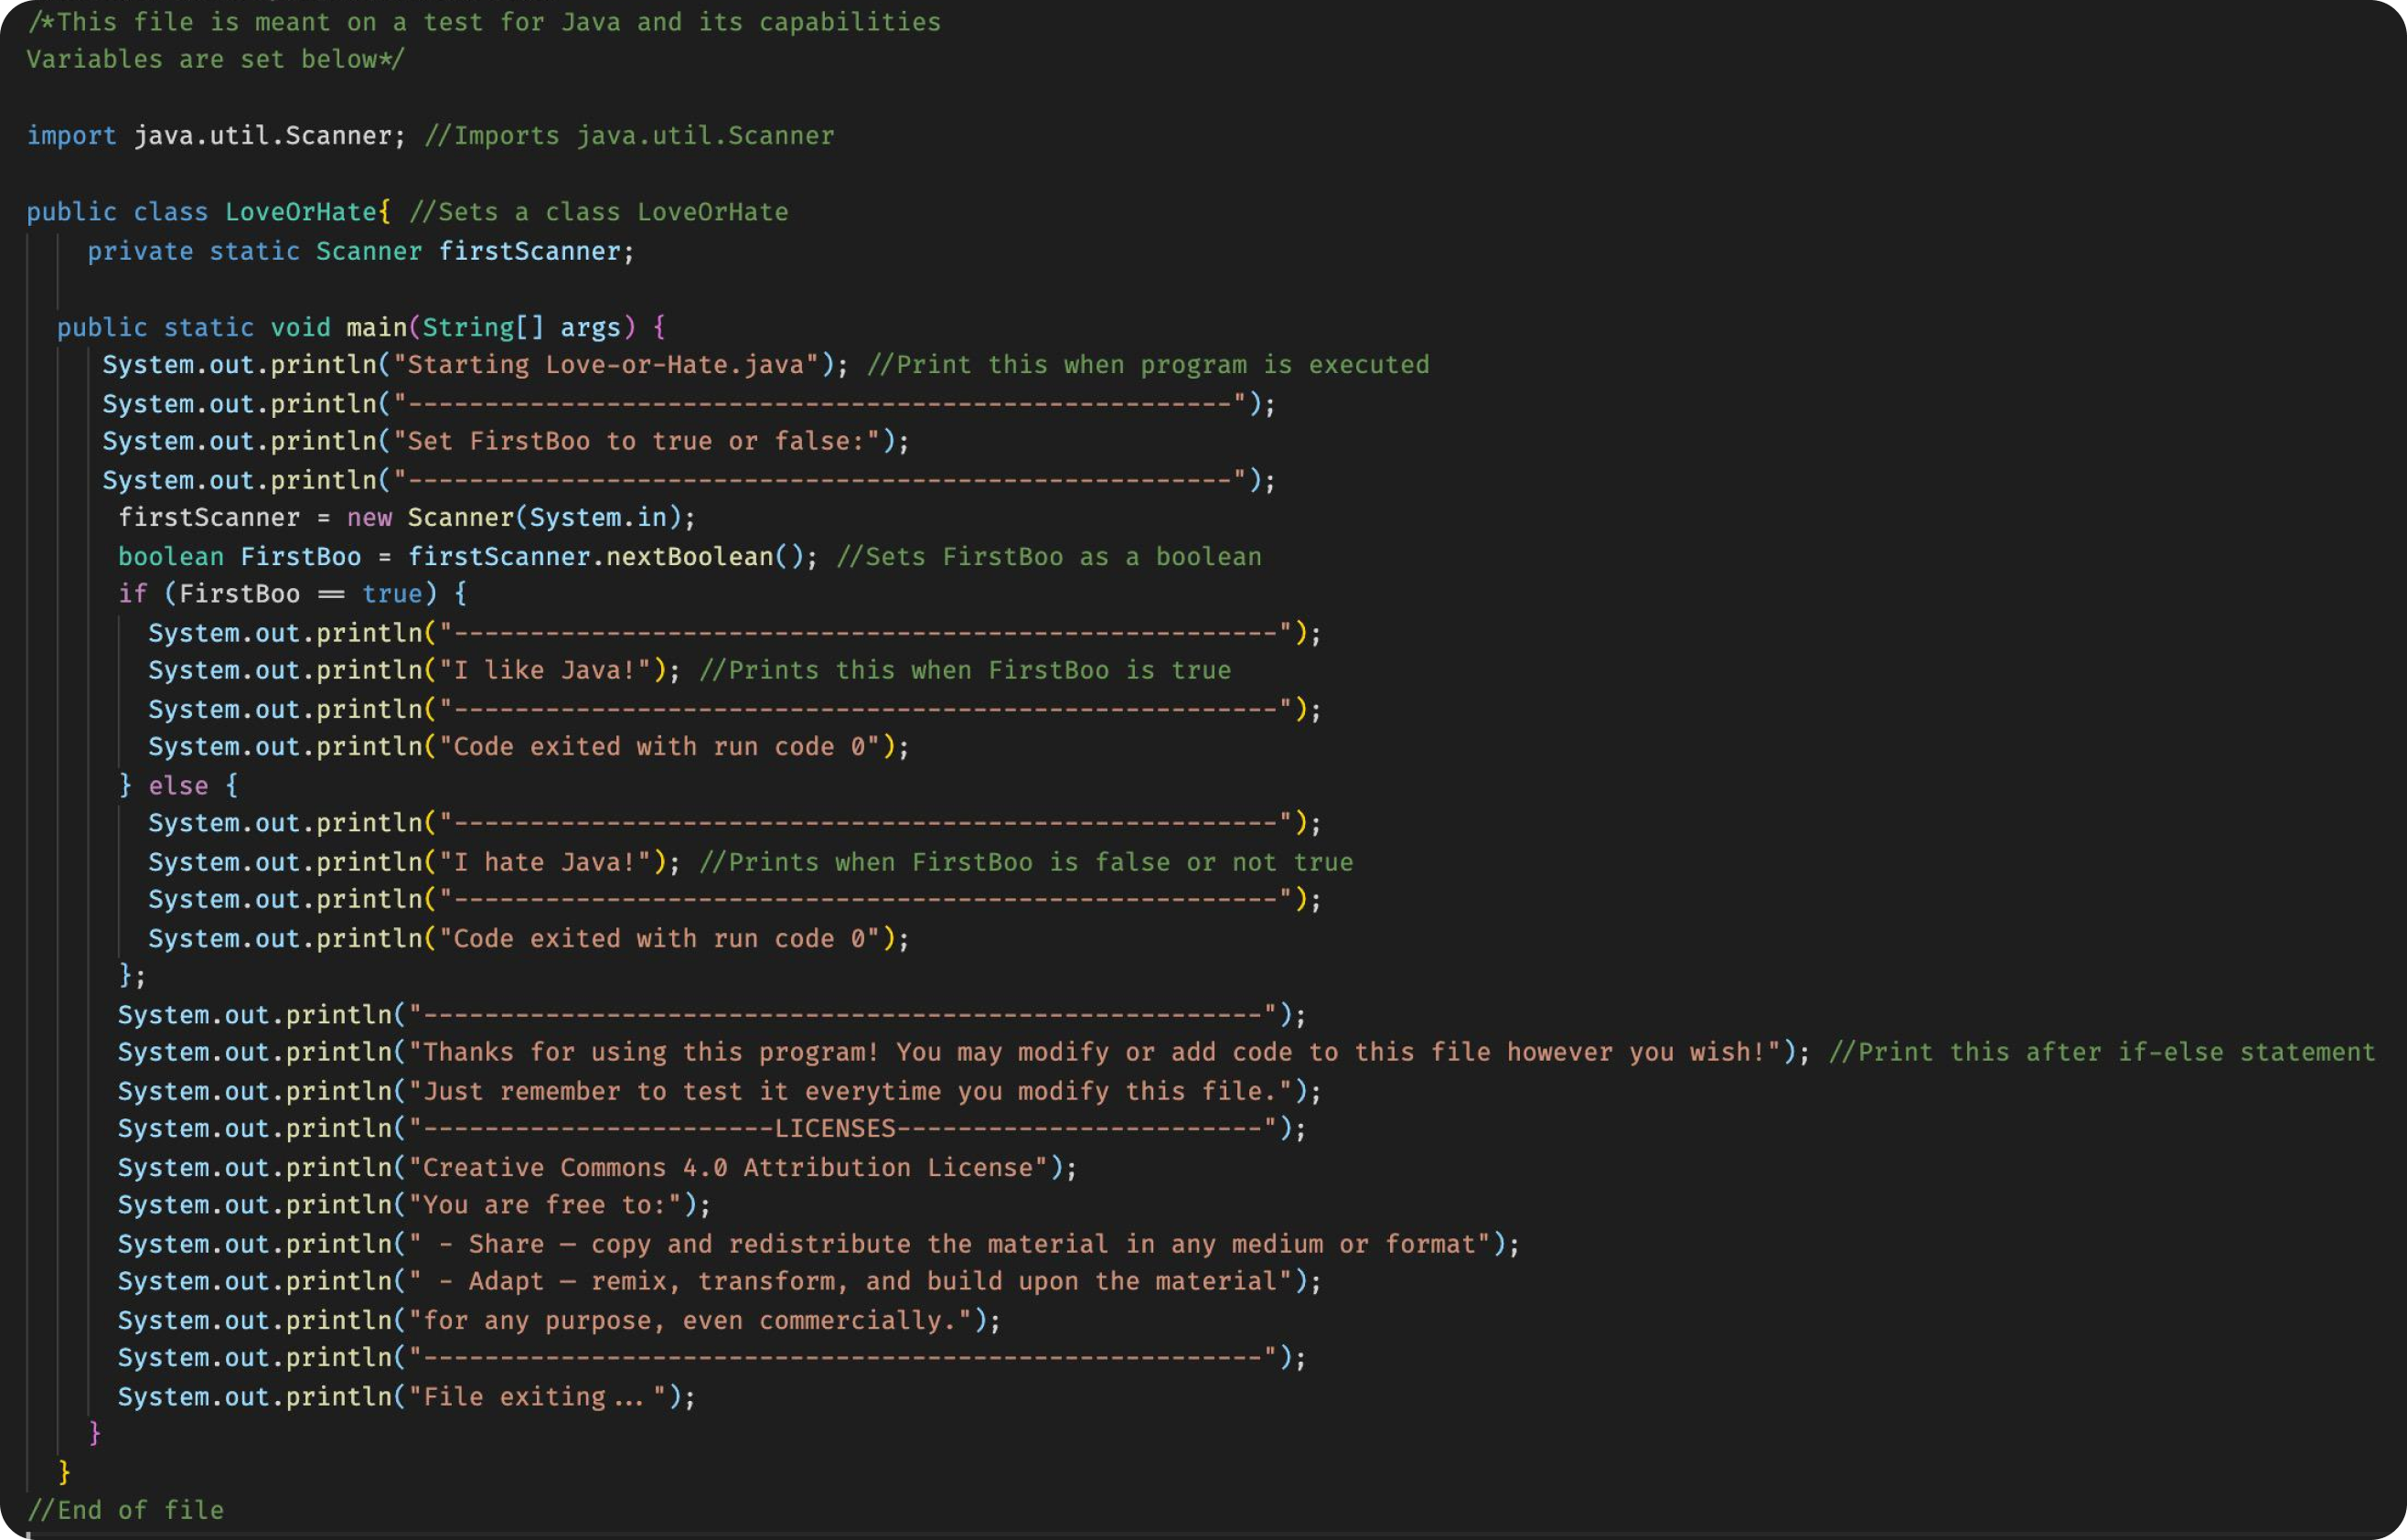 /*This file is meant on a test for Java and its capabilities
Variables are set below*/

import java.util.Scanner; //Imports java.util.Scanner

public class LoveOrHate{ //Sets a class LoveOrHate
    private static Scanner firstScanner;

  public static void main(String[] args) {
     System.out.println("Starting Love-or-Hate.java"); //Print this when program is executed
     System.out.println("------------------------------------------------------");
     System.out.println("Set FirstBoo to true or false:");
     System.out.println("------------------------------------------------------");
      firstScanner = new Scanner(System.in);
      boolean FirstBoo = firstScanner.nextBoolean(); //Sets FirstBoo as a boolean
      if (FirstBoo == true) {
        System.out.println("------------------------------------------------------");
        System.out.println("I like Java!"); //Prints this when FirstBoo is true
        System.out.println("------------------------------------------------------");
        System.out.println("Code exited with run code 0");
      } else {
        System.out.println("------------------------------------------------------");
        System.out.println("I hate Java!"); //Prints when FirstBoo is false or not true
        System.out.println("------------------------------------------------------");
        System.out.println("Code exited with run code 0");
      };
      System.out.println("-------------------------------------------------------");
      System.out.println("Thanks for using this program! You may modify or add code to this file however you wish!"); //Print this after if-else statement
      System.out.println("Just remember to test it everytime you modify this file.");
      System.out.println("-----------------------LICENSES------------------------");
      System.out.println("Creative Commons 4.0 Attribution License");
      System.out.println("You are free to:");
      System.out.println(" - Share — copy and redistribute the material in any medium or format");
      System.out.println(" - Adapt — remix, transform, and build upon the material");
      System.out.println("for any purpose, even commercially.");
      System.out.println("-------------------------------------------------------");
      System.out.println("File exiting...");
    }
  }
//End of file